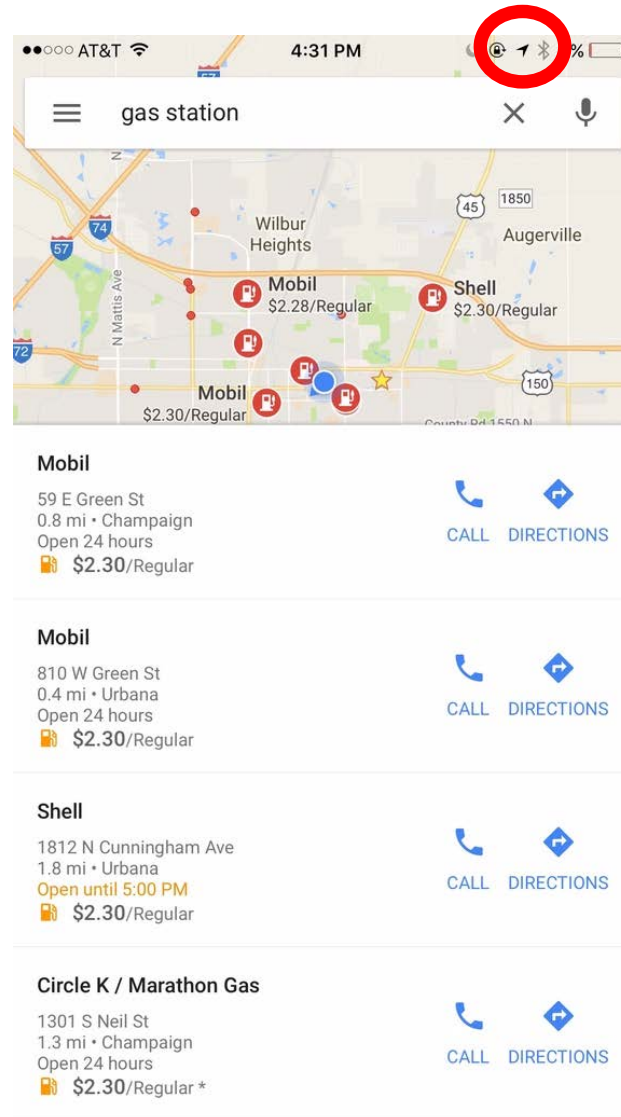 AT&T
4:31 PM
%
57
gas station
74
57
N Mattis Ave
Wilbur
Heights
45
1850
Augerville
Mobil
$2.28/Regular
Shell
$2.30/Regular
72
150
Mobil
$2.30/Regular
County Rd 1550 N
Mobil
59 E Green St
0.8 mi • Champaign
Open 24 hours
$2.30/Regular
CALL DIRECTIONS
Mobil
810 W Green St
0.4 mi • Urbana
Open 24 hours
$2.30/Regular
CALL DIRECTIONS
Shell
1812 N Cunningham Ave
1.8 mi • Urbana
Open until 5:00 PM
$2.30/Regular
CALL DIRECTIONS
Circle K / Marathon Gas
1301 S Neil St
1.3 mi • Champaign
Open 24 hours
$2.30/Regular *
CALL DIRECTIONS